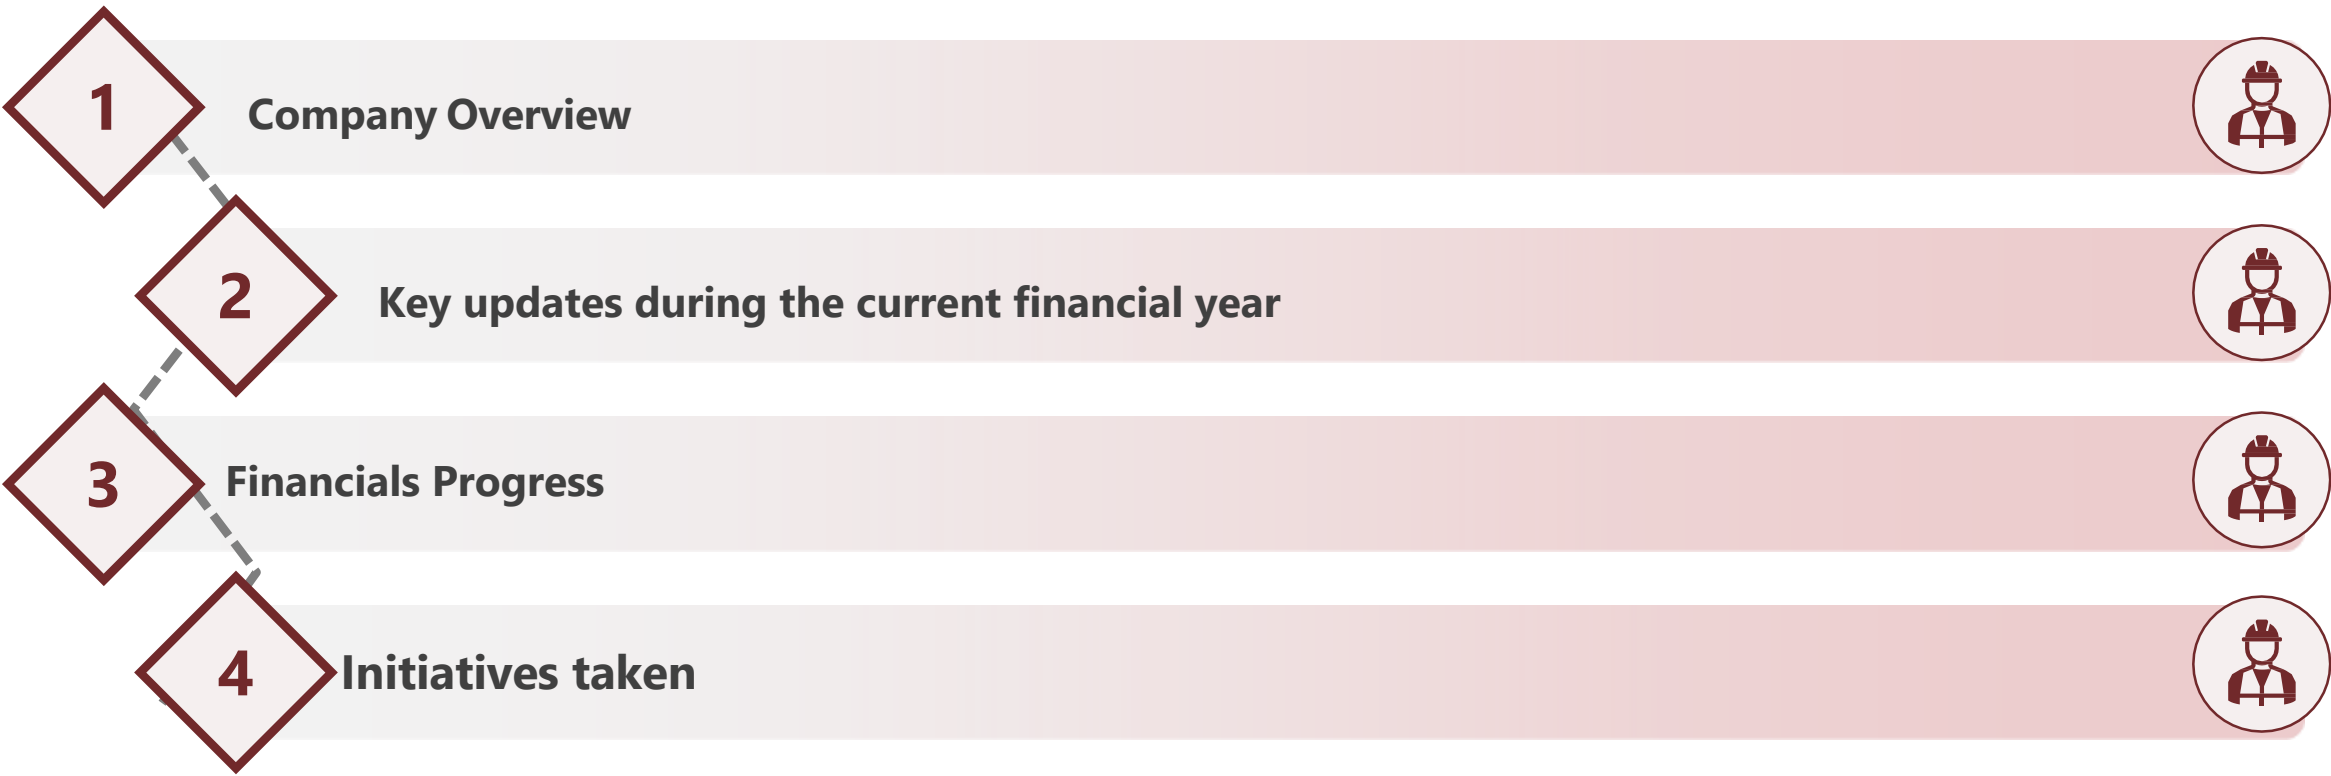 1
Company Overview
2
Key updates during the current financial year
3
Financials Progress
4
Initiatives taken